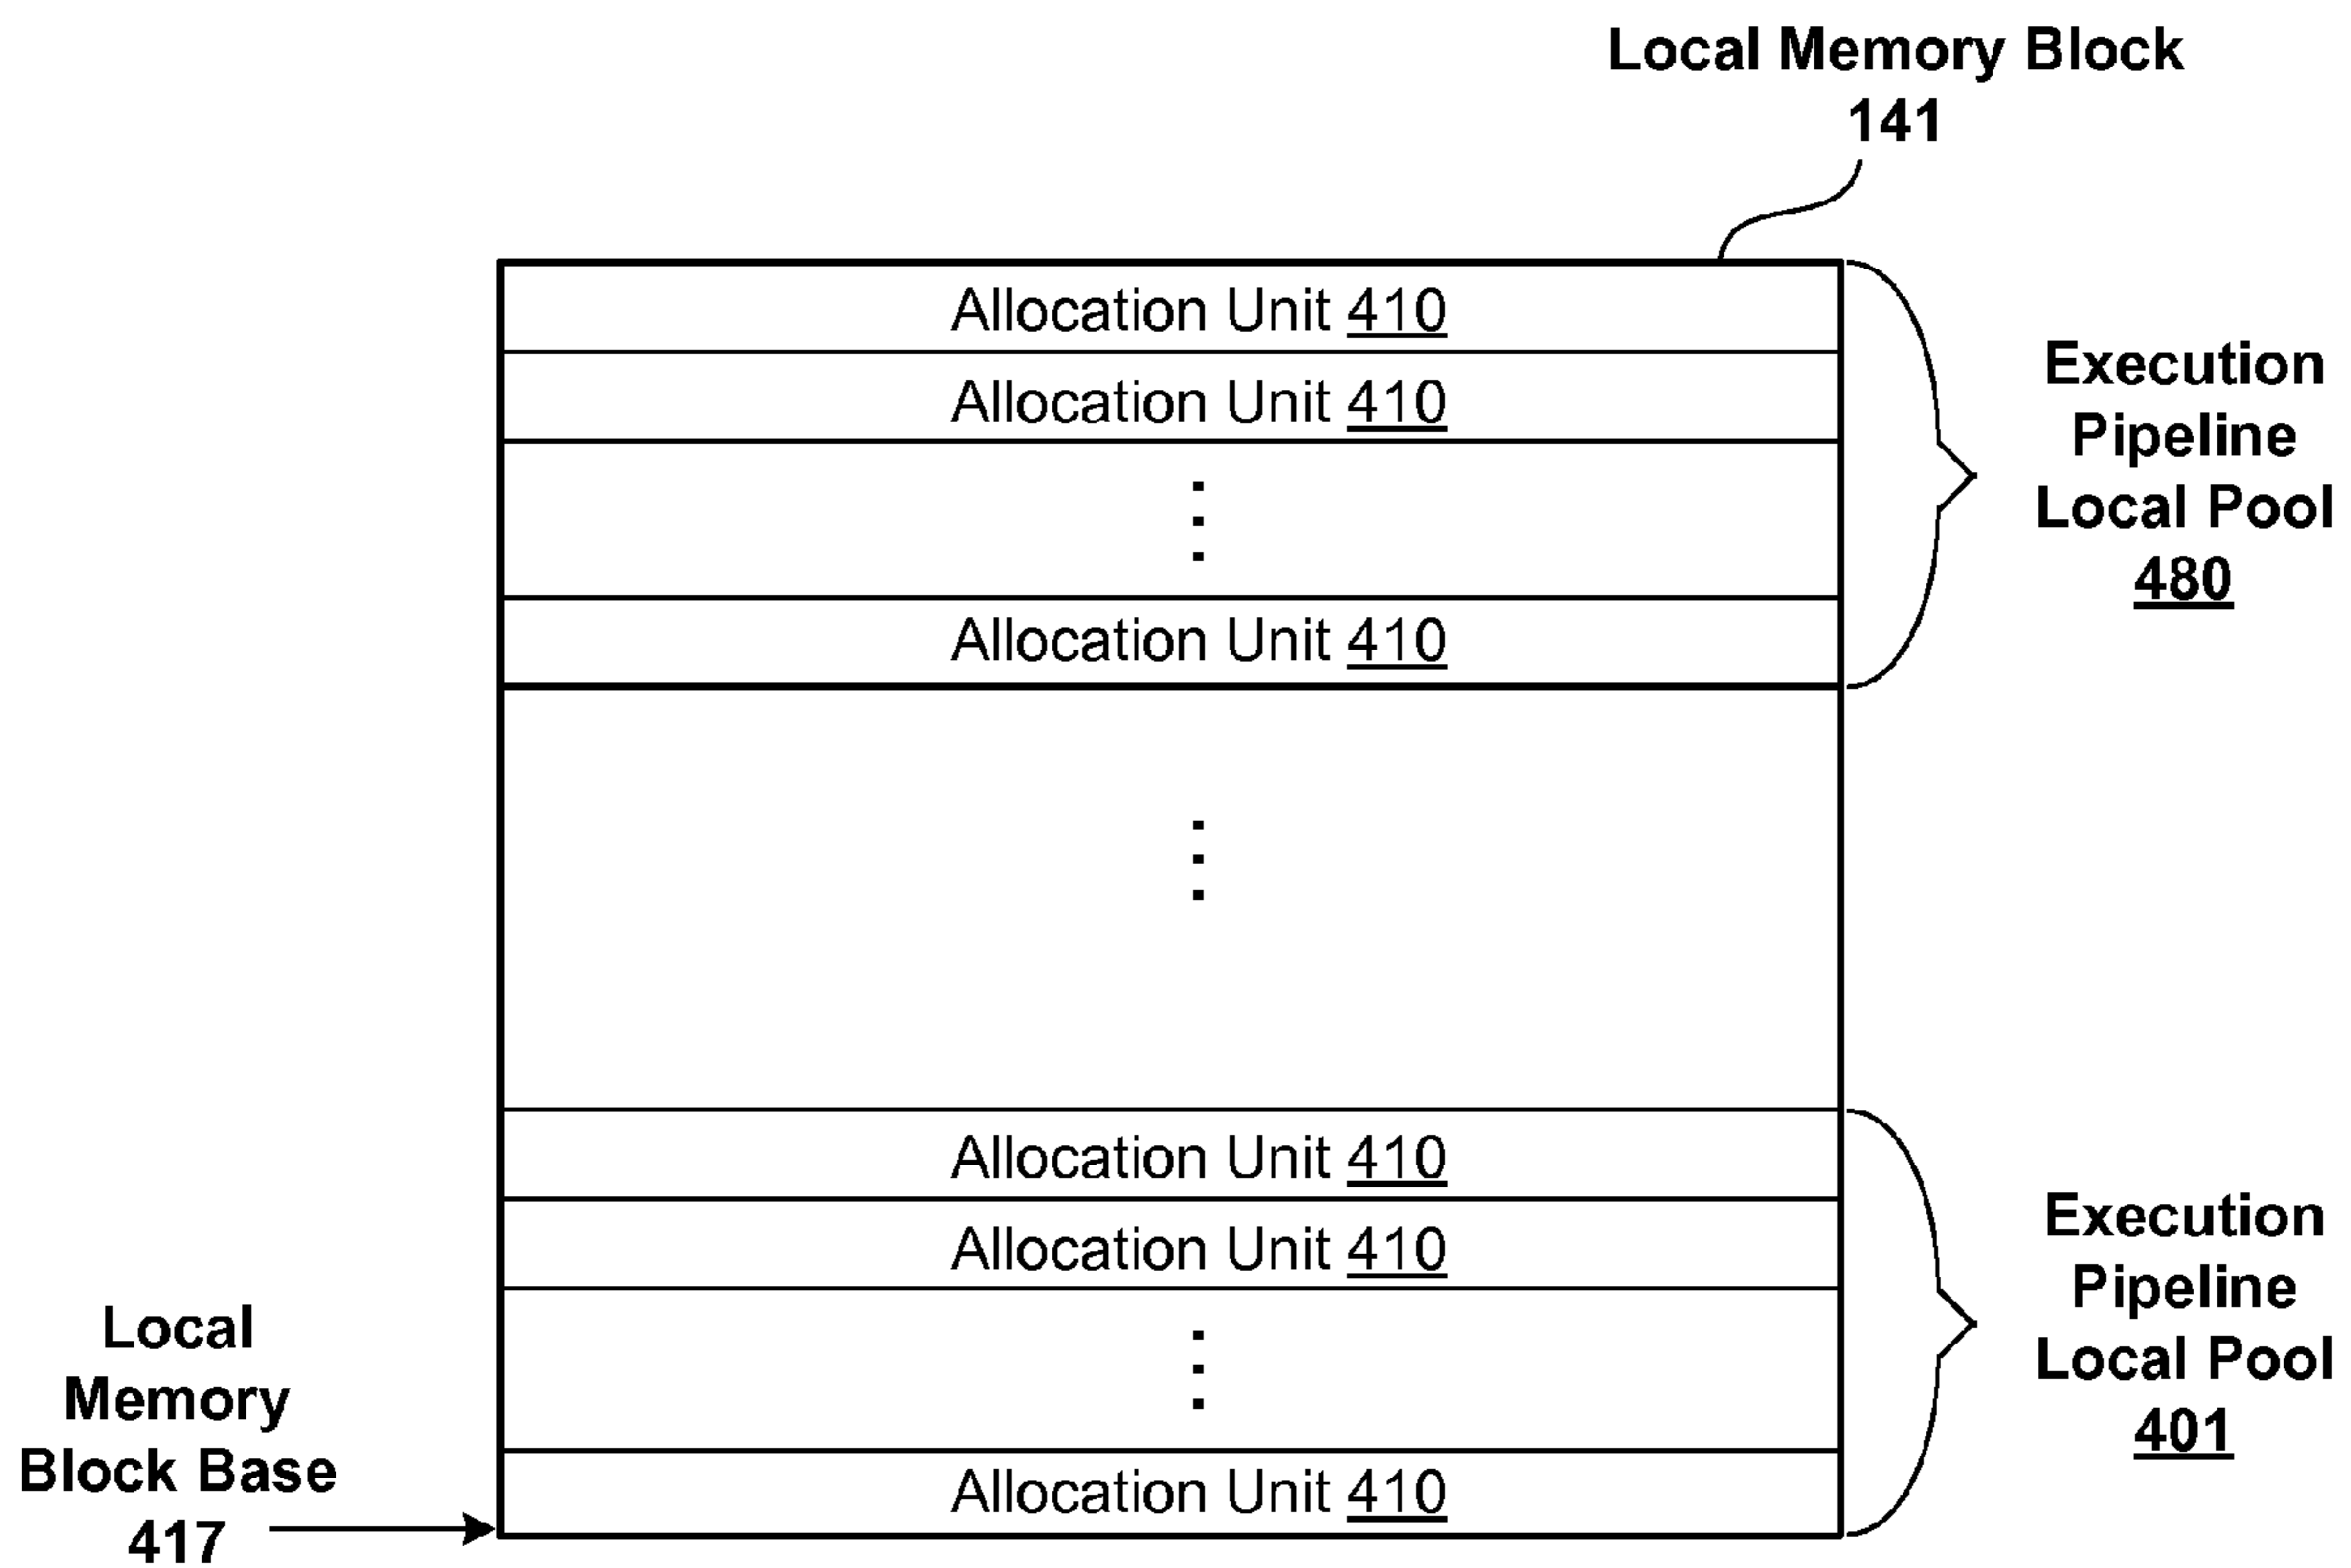 Local Memory Block
141
Allocation Unit 410
Allocation Unit 410
Allocation Unit 410
Execution
Pipeline
Local Pool
480
Allocation Unit 410
Allocation Unit 410
Allocation Unit 410
Execution
Pipeline
Local Pool
401
Local
Memory
Block Base
417